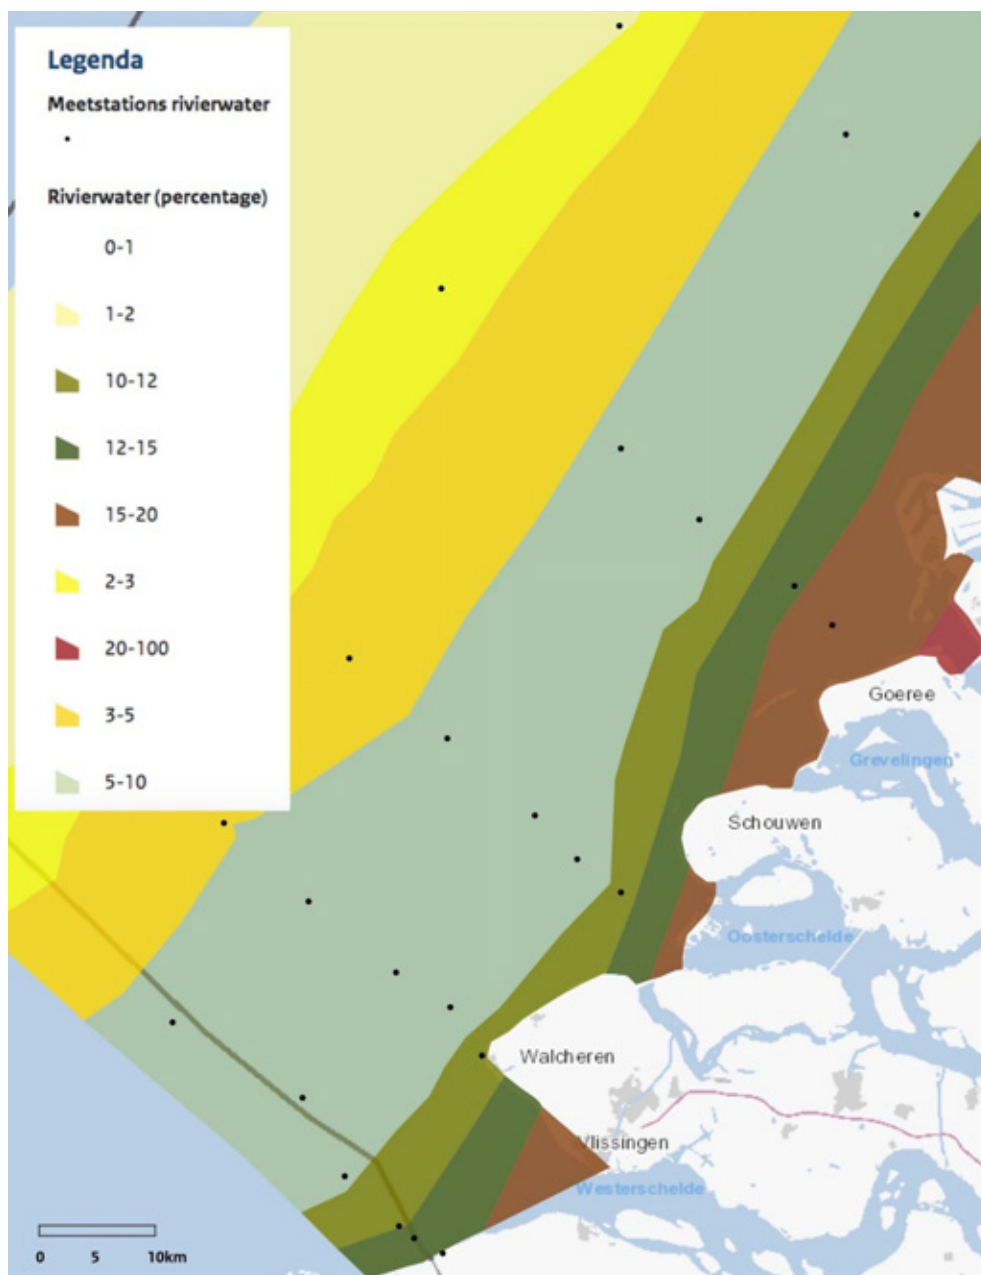 Legenda
Meetstations rivierwater
Rivierwater (percentage)
0-1
1-2
10-12
12-15
15-20
2-3
20-100
3-5
5-10
Goeree
Grevelingen
Schouwen
Oosterschelde
Walcheren
Vlissingen
Westerschelde
0 5 10km